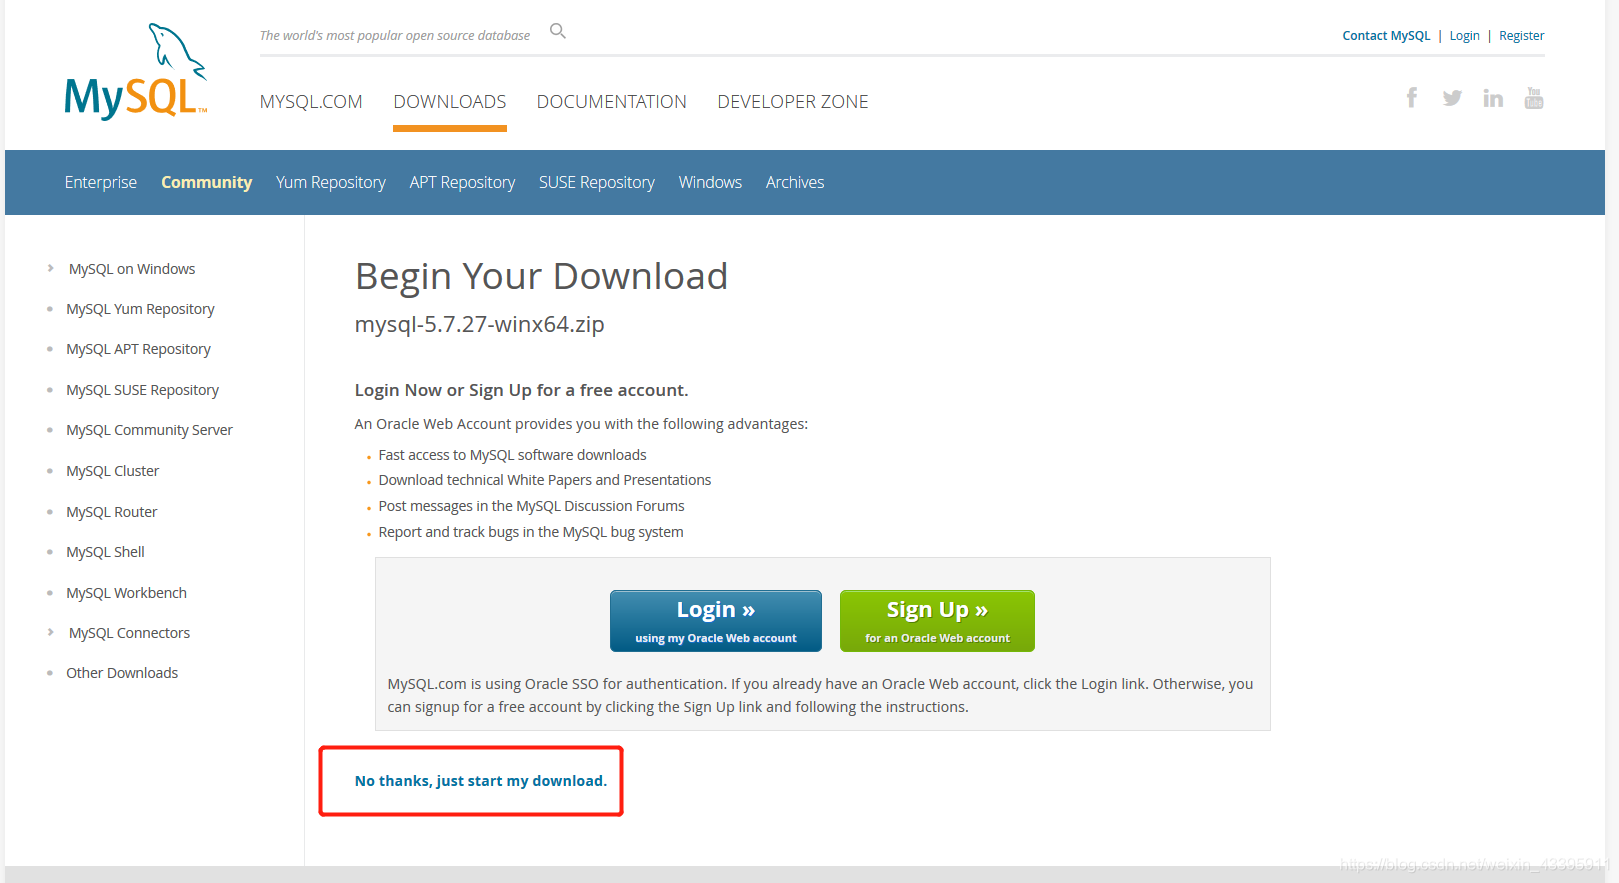 The world's most popular open source database
Contact MySQL | Login | Register
MySQL™
MYSQL.COM DOWNLOADS DOCUMENTATION DEVELOPER ZONE
f in You Tube
Enterprise Community Yum Repository APT Repository SUSE Repository Windows Archives
MySQL on Windows
MySQL Yum Repository
MySQL APT Repository
MySQL SUSE Repository
MySQL Community Server
MySQL Cluster
MySQL Router
MySQL Shell
MySQL Workbench
MySQL Connectors
Other Downloads
Begin Your Download
mysql-5.7.27-winx64.zip
Login Now or Sign Up for a free account.
An Oracle Web Account provides you with the following advantages:
Fast access to MySQL software downloads
Download technical White Papers and Presentations
Post messages in the MySQL Discussion Forums
Report and track bugs in the MySQL bug system
Login »
using my Oracle Web account
Sign Up »
for an Oracle Web account
MySQL.com is using Oracle SSO for authentication. If you already have an Oracle Web account, click the Login link. Otherwise, you
can signup for a free account by clicking the Sign Up link and following the instructions.
No thanks, just start my download.
https://blog.csdn.net/weixin_43395911